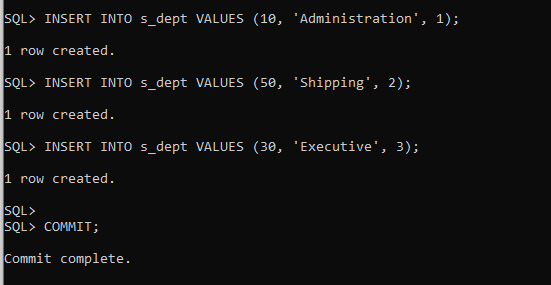 SQL> INSERT INTO s_dept VALUES (10, 'Administration', 1);
1 row created.
SQL> INSERT INTO s_dept VALUES (50, 'Shipping', 2);
1 row created.
SQL> INSERT INTO s_dept VALUES (30, 'Executive', 3);
1 row created.
SQL>
SQL> COMMIT;
Commit complete.